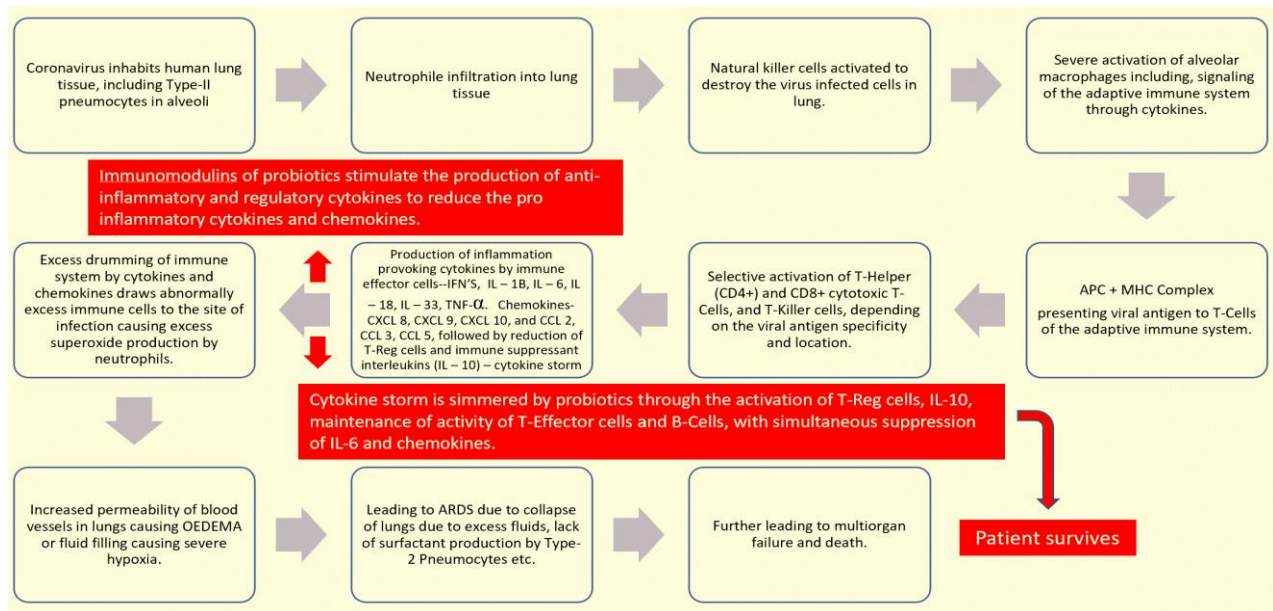 Coronavirus inhabits human lung
tissue, including Type-II
pneumocytes in alveoli
Neutrophile infiltration into lung
tissue
Natural killer cells activated to
destroy the virus infected cells in
lung.
Severe activation of alveolar
macrophages including, signaling
of the adaptive immune system
through cytokines.
Immunomodulins of probiotics stimulate the production of anti-
inflammatory and regulatory cytokines to reduce the pro
inflammatory cytokines and chemokines.
APC + MHC Complex
presenting viral antigen to T-Cells
of the adaptive immune system.
Selective activation of T-Helper
(CD4+) and CD8+ cytotoxic T-
Cells, and T-Killer cells, depending
on the viral antigen specificity
and location.
Production of inflammation
provoking cytokines by immune
effector cells--IFN'S, IL – 1B, IL – 6, IL
– 18, IL – 33, TNF-α. Chemokines-
CXCL 8, CXCL 9, CXCL 10, and CCL 2,
CCL 3, CCL 5, followed by reduction of
T-Reg cells and immune suppressant
interleukins (IL – 10) – cytokine storm
Excess drumming of immune
system by cytokines and
chemokines draws abnormally
excess immune cells to the site of
infection causing excess
superoxide production by
neutrophils.
Cytokine storm is simmered by probiotics through the activation of T-Reg cells, IL-10,
maintenance of activity of T-Effector cells and B-Cells, with simultaneous suppression
of IL-6 and chemokines.
Increased permeability of blood
vessels in lungs causing OEDEMA
or fluid filling causing severe
hypoxia.
Leading to ARDS due to collapse
of lungs due to excess fluids, lack
of surfactant production by Type-
2 Pneumocytes etc.
Further leading to multiorgan
failure and death.
Patient survives